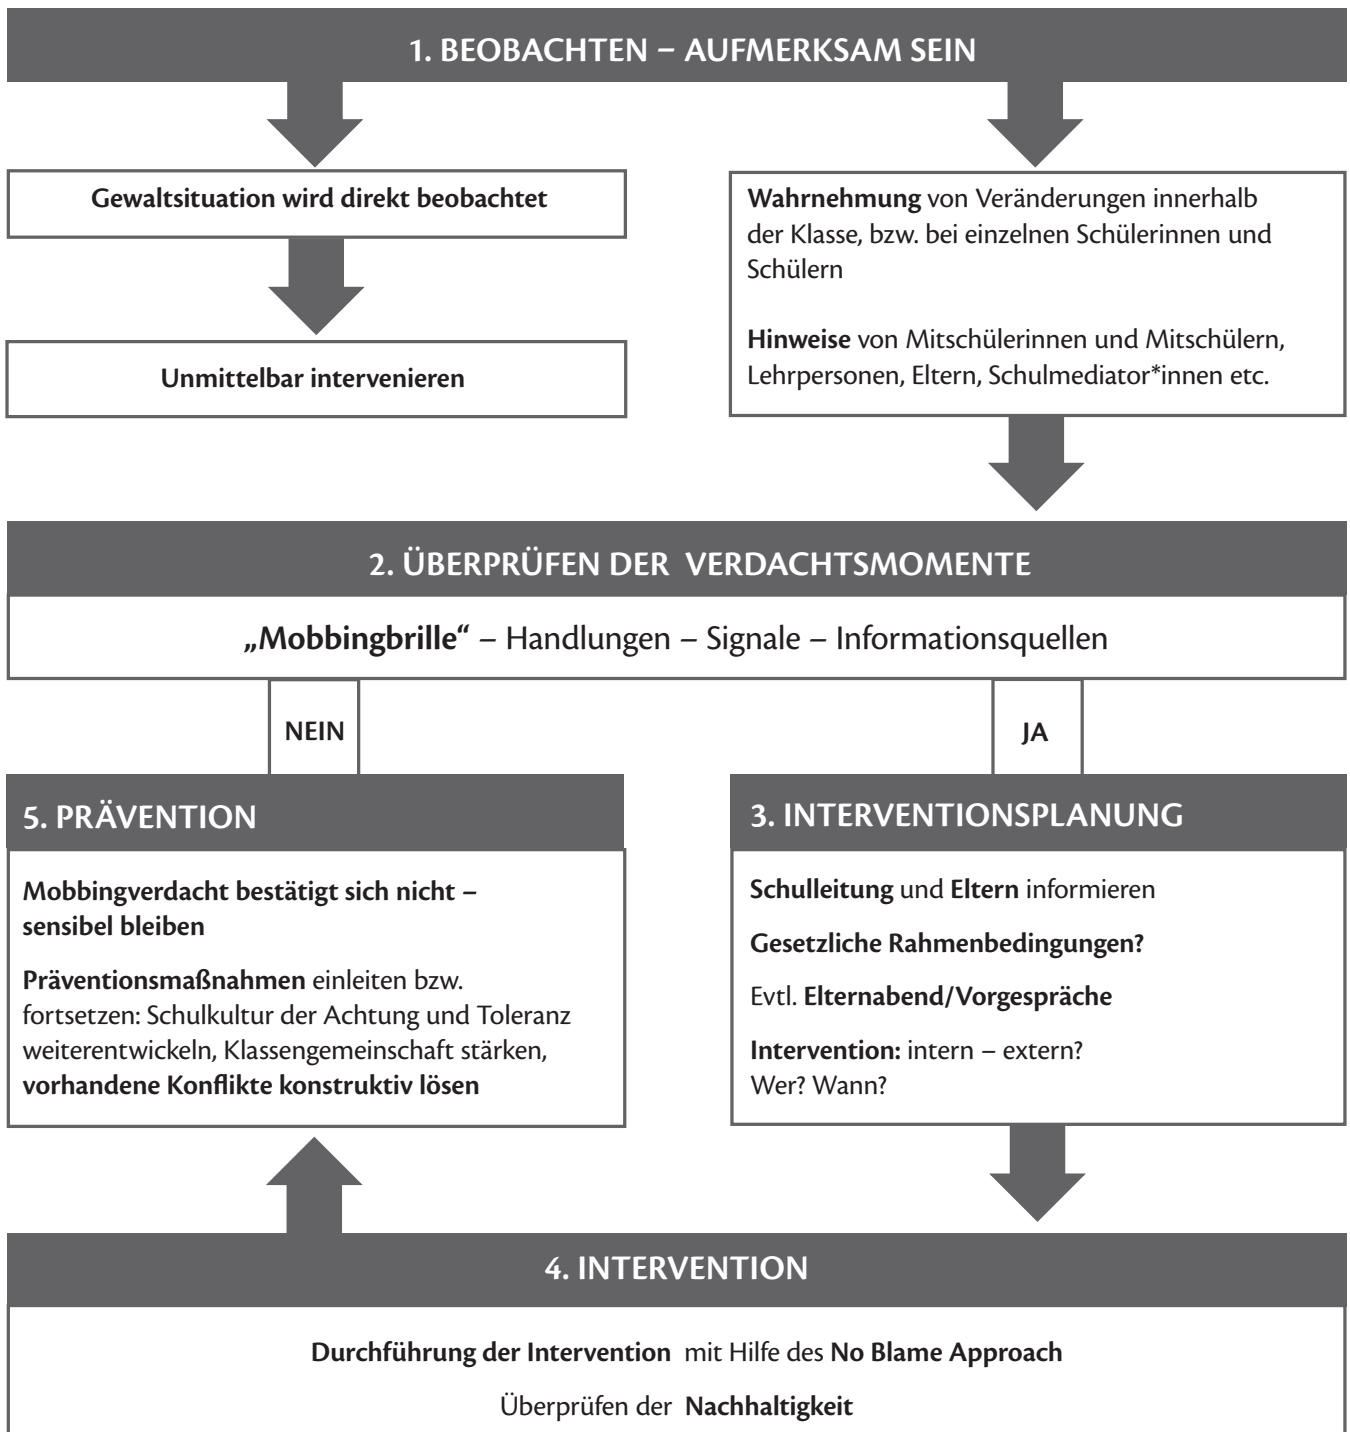 1. BEOBACHTEN – AUFMERKSAM SEIN
Gewaltsituation wird direkt beobachtet
Unmittelbar intervenieren
Wahrnehmung von Veränderungen innerhalb
der Klasse, bzw. bei einzelnen Schülerinnen und
Schülern
Hinweise von Mitschülerinnen und Mitschülern,
Lehrpersonen, Eltern, Schulmediator*innen etc.
2. ÜBERPRÜFEN DER VERDACHTSMOMENTE
„Mobbingbrille“ – Handlungen – Signale – Informationsquellen
NEIN
JA
5. PRÄVENTION
Mobbingverdacht bestätigt sich nicht –
sensibel bleiben
Präventionsmaßnahmen einleiten bzw.
fortsetzen: Schulkultur der Achtung und Toleranz
weiterentwickeln, Klassengemeinschaft stärken,
vorhandene Konflikte konstruktiv lösen
3. INTERVENTIONSPLANUNG
Schulleitung und Eltern informieren
Gesetzliche Rahmenbedingungen?
Evtl. Elternabend/Vorgespräche
Intervention: intern – extern?
Wer? Wann?
4. INTERVENTION
Durchführung der Intervention mit Hilfe des No Blame Approach
Überprüfen der Nachhaltigkeit